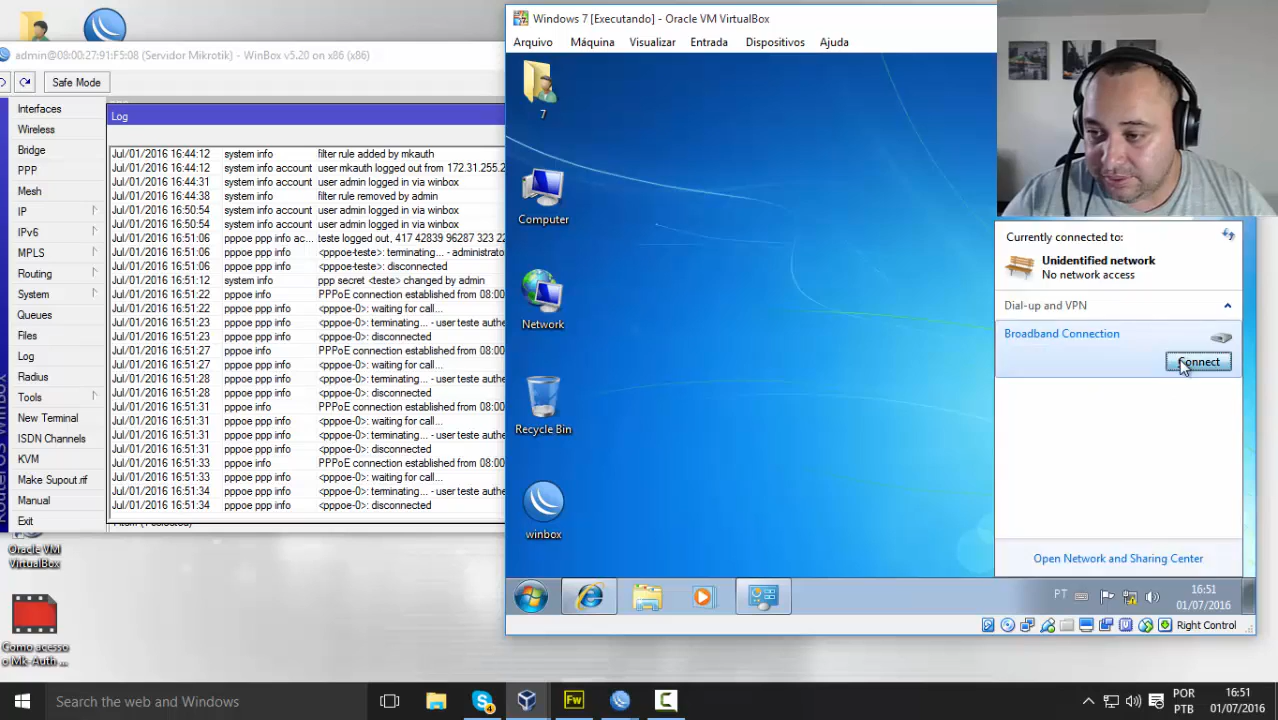 Windows 7 [Executando] - Oracle VM VirtualBox
Arquivo Máquina Visualizar Entrada Dispositivos Ajuda
admin@08:00:27:91:F5:08 (Servidor Mikrotik) - WinBox v5.20 on x86 (x86)
Safe Mode
Interfaces
Wireless
Bridge
PPP
Mesh
IP
IPv6
MPLS
Routing
System
Queues
Files
Log
Radius
Tools
New Terminal
ISDN Channels
KVM
Make Supout.rif
Manual
Exit
RouterOS WinBox
Log
Jul/01/2016 16:44:12 system info filter rule added by mkauth
Jul/01/2016 16:44:12 system info account user mkauth logged out from 172.31.255.2
Jul/01/2016 16:44:31 system info account user admin logged in via winbox
Jul/01/2016 16:44:38 system info filter rule removed by admin
Jul/01/2016 16:50:54 system info account user admin logged in via winbox
Jul/01/2016 16:50:54 system info account user admin logged in via winbox
Jul/01/2016 16:51:06 pppoe ppp info ac... teste logged out, 417 42839 96287 323 22
Jul/01/2016 16:51:06 pppoe ppp info <pppoe-teste>: terminating... - administrato
Jul/01/2016 16:51:06 pppoe ppp info <pppoe-teste>: disconnected
Jul/01/2016 16:51:12 system info ppp secret <teste> changed by admin
Jul/01/2016 16:51:22 pppoe info PPPoE connection established from 08:00
Jul/01/2016 16:51:22 pppoe ppp info <pppoe-0>: waiting for call...
Jul/01/2016 16:51:23 pppoe ppp info <pppoe-0>: terminating... - user teste authe
Jul/01/2016 16:51:23 pppoe ppp info <pppoe-0>: disconnected
Jul/01/2016 16:51:27 pppoe info PPPoE connection established from 08:00
Jul/01/2016 16:51:27 pppoe ppp info <pppoe-0>: waiting for call...
Jul/01/2016 16:51:28 pppoe ppp info <pppoe-0>: terminating... - user teste authe
Jul/01/2016 16:51:28 pppoe ppp info <pppoe-0>: disconnected
Jul/01/2016 16:51:31 pppoe info PPPoE connection established from 08:00
Jul/01/2016 16:51:31 pppoe ppp info <pppoe-0>: waiting for call...
Jul/01/2016 16:51:31 pppoe ppp info <pppoe-0>: terminating... - user teste authe
Jul/01/2016 16:51:31 pppoe ppp info <pppoe-0>: disconnected
Jul/01/2016 16:51:33 pppoe info PPPoE connection established from 08:00
Jul/01/2016 16:51:33 pppoe ppp info <pppoe-0>: waiting for call...
Jul/01/2016 16:51:34 pppoe ppp info <pppoe-0>: terminating... - user teste authe
Jul/01/2016 16:51:34 pppoe ppp info <pppoe-0>: disconnected
7
Computer
Network
Recycle Bin
winbox
Currently connected to:
Unidentified network
No network access
Dial-up and VPN
Broadband Connection
Connect
Open Network and Sharing Center
PT
16:51
01/07/2016
Right Control
Oracle VM
VirtualBox
Como acesso
o Mk-Auth ...
Search the web and Windows
4
Fw
POR
PTB
16:51
01/07/2016